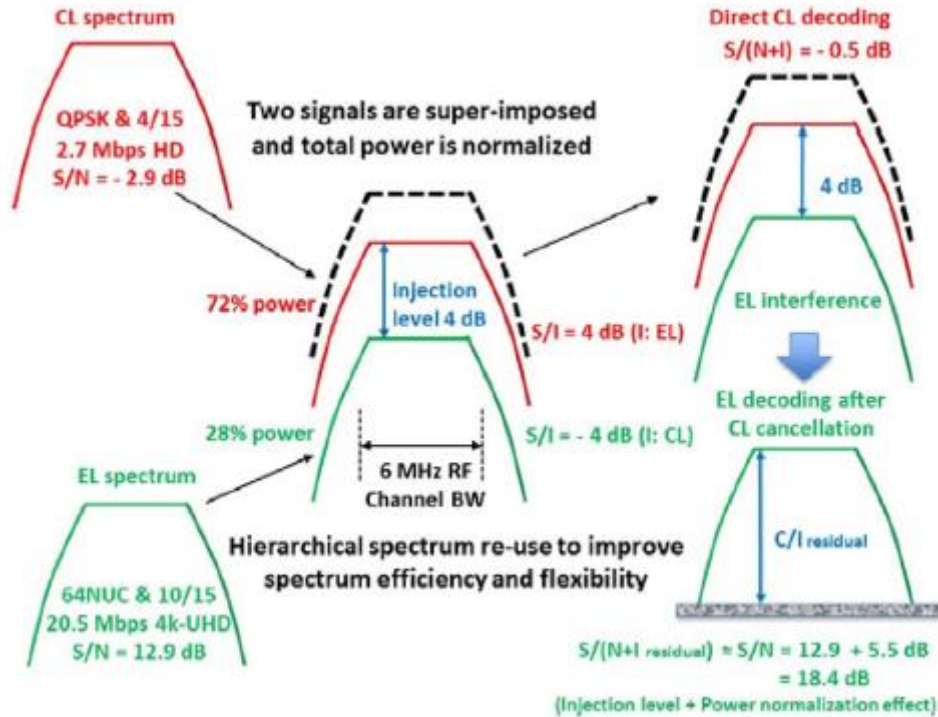 CL spectrum
QPSK & 4/15
2.7 Mbps HD
S/N = - 2.9 dB
Two signals are super-imposed
and total power is normalized
Direct CL decoding
S/(N+I) = - 0.5 dB
4 dB
EL interference
72% power
Injection
level 4 dB
S/I = 4 dB (I: EL)
28% power
S/I = - 4 dB (I: CL)
6 MHz RF
Channel BW
EL spectrum
64NUC & 10/15
20.5 Mbps 4k-UHD
S/N = 12.9 dB
Hierarchical spectrum re-use to improve
spectrum efficiency and flexibility
EL decoding after
CL cancellation
C/I residual
S/(N+I residual) ≈ S/N = 12.9 + 5.5 dB
= 18.4 dB
(Injection level + Power normalization effect)